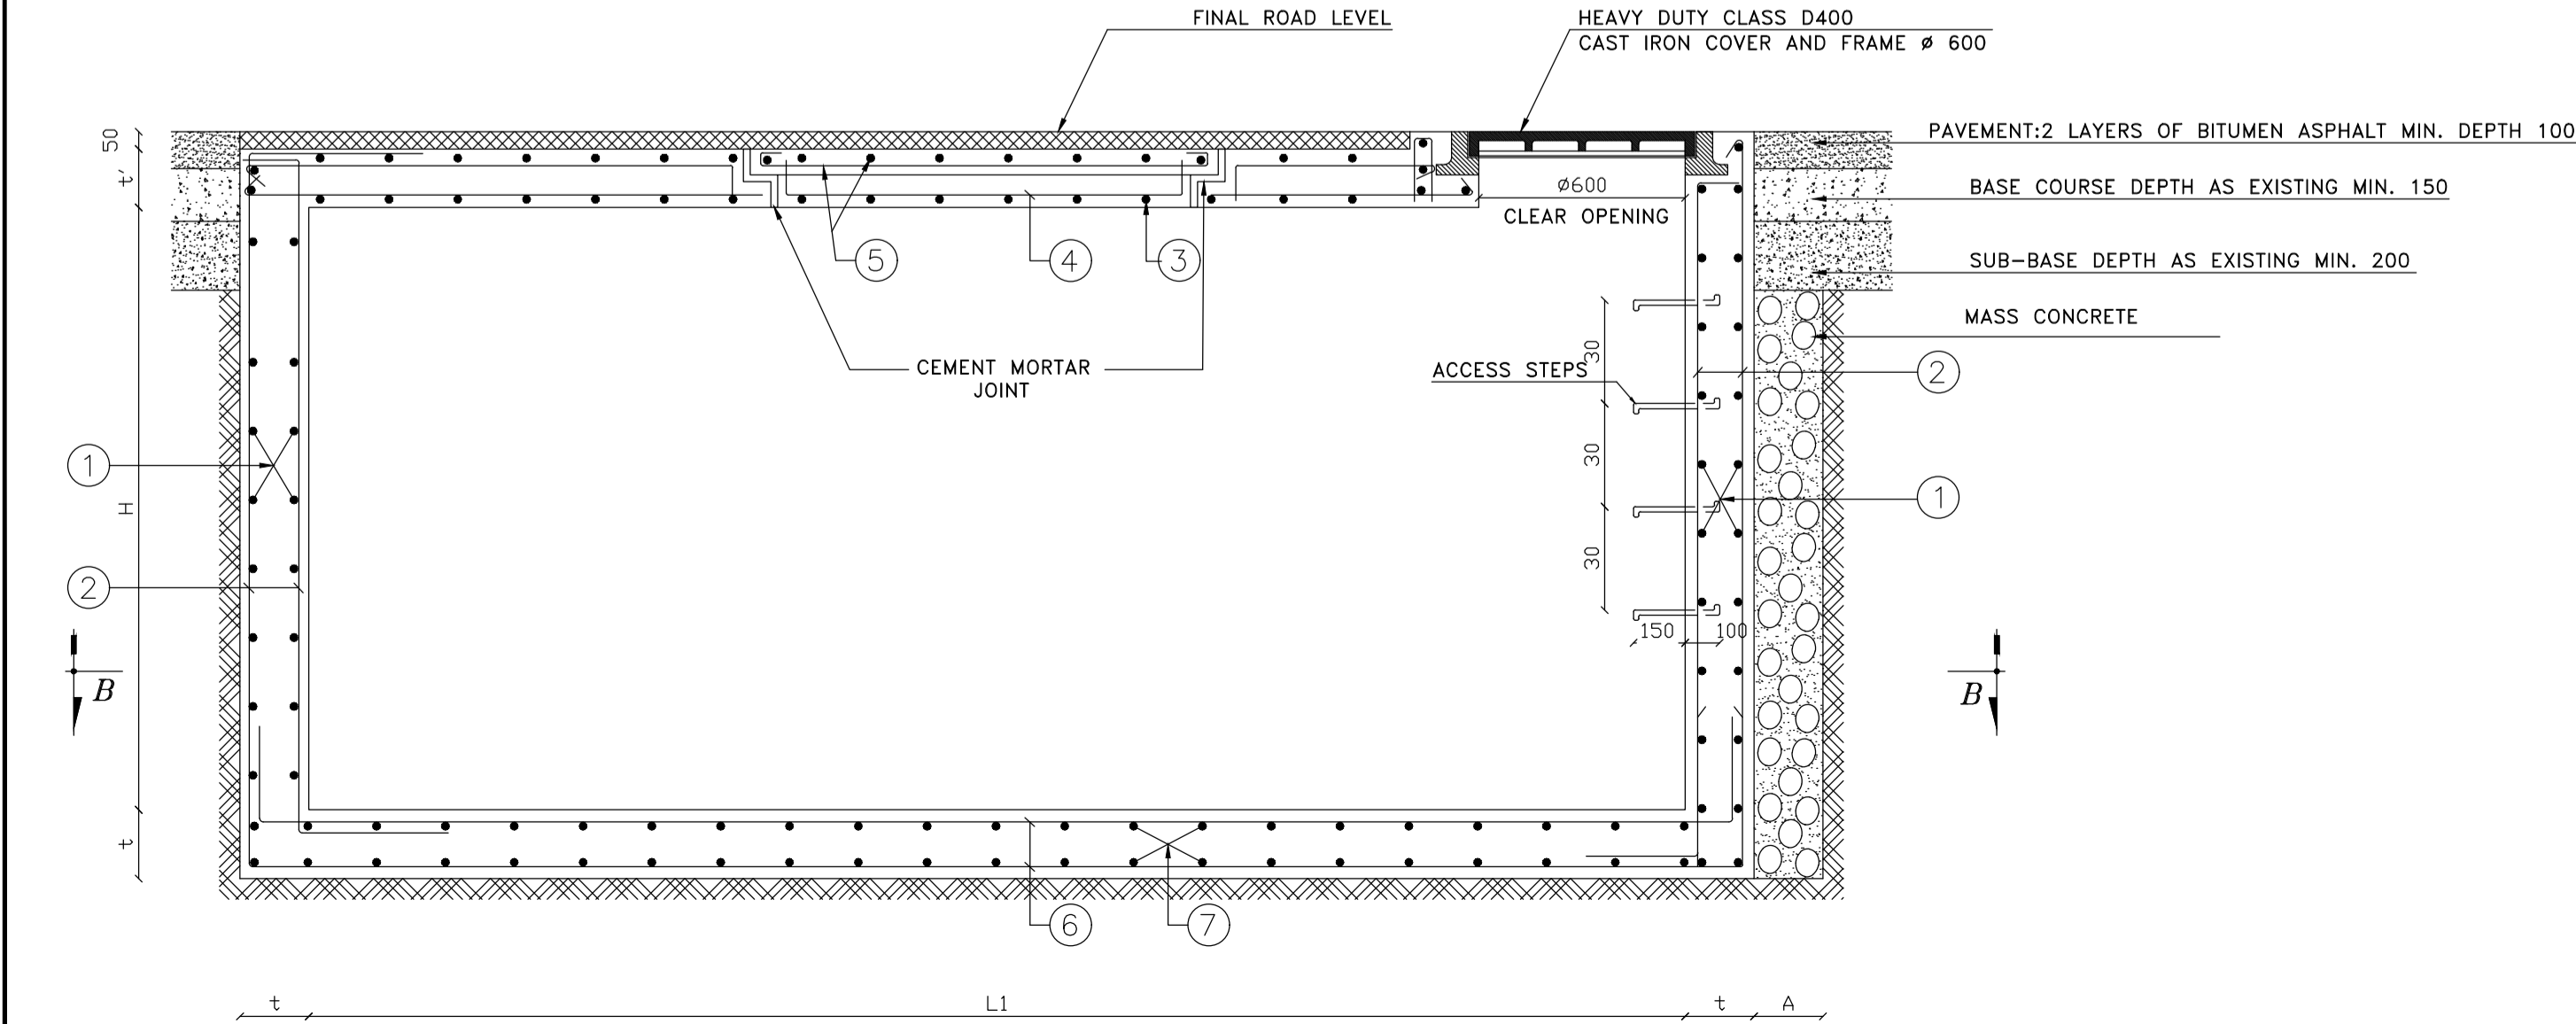 FINAL ROAD LEVEL
HEAVY DUTY CLASS D400
CAST IRON COVER AND FRAME ø 600
PAVEMENT:2 LAYERS OF BITUMEN ASPHALT MIN. DEPTH 100
50
t'
Ø600
CLEAR OPENING
BASE COURSE DEPTH AS EXISTING MIN. 150
5
4
3
SUB-BASE DEPTH AS EXISTING MIN. 200
MASS CONCRETE
CEMENT MORTAR
JOINT
ACCESS STEPS
30
2
1
30
1
H
30
2
150
100
B
B
t
6
7
t
L1
t
A